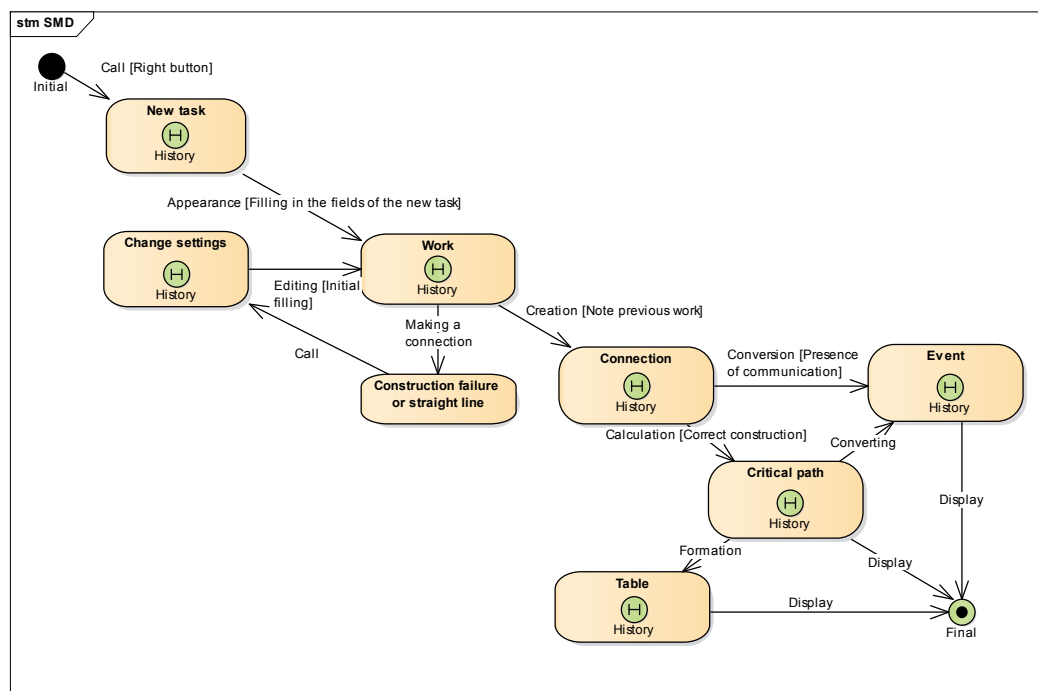 stm SMD
Initial
Call [Right button]
New task
History
Appearance [Filling in the fields of the new task]
Change settings
History
Editing [Initial
filling]
Work
History
Making a
connection
Call
Construction failure
or straight line
Creation [Note previous work]
Connection
History
Conversion [Presence
of communication]
Event
History
Calculation [Correct construction]
Converting
Critical path
History
Display
Formation
Display
Table
History
Display
Final